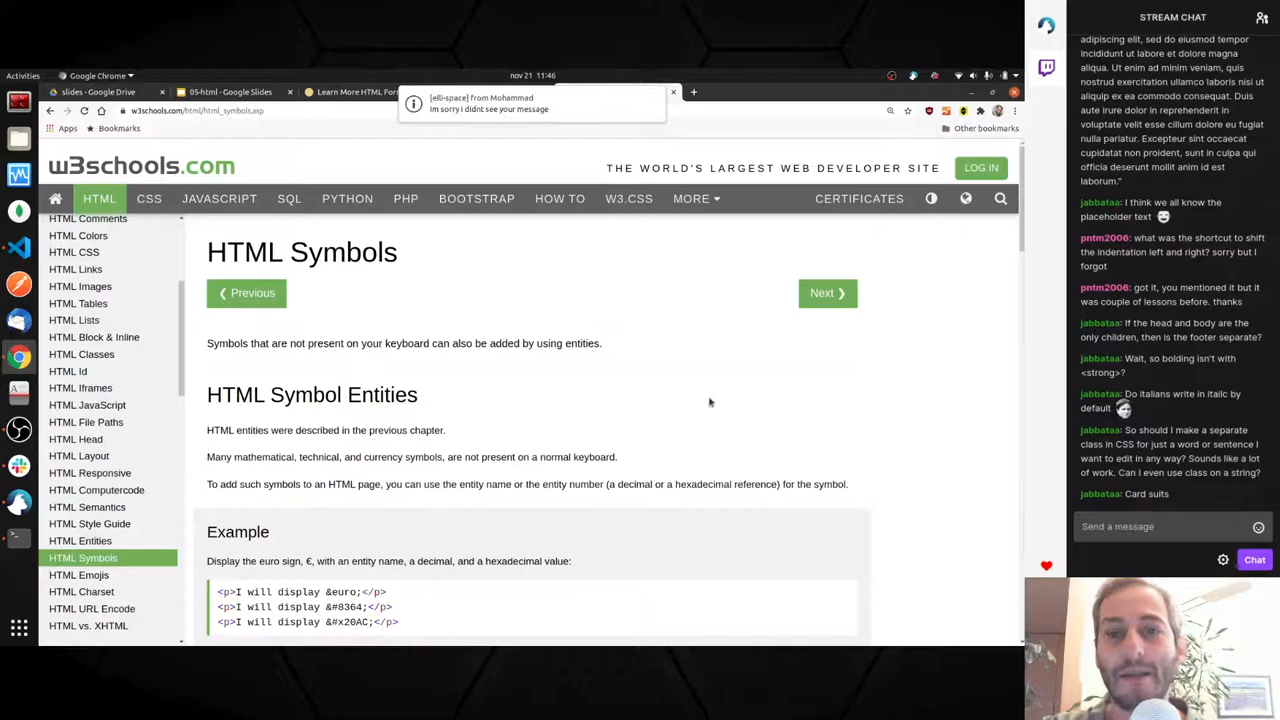 Activities
Google Chrome
nov 21 11:46
slides - Google Drive
05-html - Google Slides
Learn More HTML For
[elli-space] from Mohammad
Im sorry i didnt see your message
w3schools.com/html/html_symbols.asp
Apps
Bookmarks
Other bookmarks
w3schools.com
THE WORLD'S LARGEST WEB DEVELOPER SITE
LOG IN
HTML
CSS
JAVASCRIPT
SQL
PYTHON
PHP
BOOTSTRAP
HOW TO
W3.CSS
MORE
CERTIFICATES
HTML Comments
HTML Colors
HTML CSS
HTML Links
HTML Images
HTML Tables
HTML Lists
HTML Block & Inline
HTML Classes
HTML Id
HTML Iframes
HTML JavaScript
HTML File Paths
HTML Head
HTML Layout
HTML Responsive
HTML Computercode
HTML Semantics
HTML Style Guide
HTML Entities
HTML Symbols
HTML Emojis
HTML Charset
HTML URL Encode
HTML vs. XHTML
HTML Symbols
❮ Previous
Next ❯
Symbols that are not present on your keyboard can also be added by using entities.
HTML Symbol Entities
HTML entities were described in the previous chapter.
Many mathematical, technical, and currency symbols, are not present on a normal keyboard.
To add such symbols to an HTML page, you can use the entity name or the entity number (a decimal or a hexadecimal reference) for the symbol.
Example
Display the euro sign, €, with an entity name, a decimal, and a hexadecimal value:
<p>I will display &euro;</p>
<p>I will display &#8364;</p>
<p>I will display &#x20AC;</p>
STREAM CHAT
adipiscing elit, sed do eiusmod tempor
incididunt ut labore et dolore magna
aliqua. Ut enim ad minim veniam, quis
nostrud exercitation ullamco laboris nisi ut
aliquip ex ea commodo consequat. Duis
aute irure dolor in reprehenderit in
voluptate velit esse cillum dolore eu fugiat
nulla pariatur. Excepteur sint occaecat
cupidatat non proident, sunt in culpa qui
officia deserunt mollit anim id est
laborum."
jabbataa: I think we all know the
placeholder text
pntm2006: what was the shortcut to shift
the indentation left and right? sorry but I
forgot
pntm2006: got it, you mentioned it but it
was couple of lessons before. thanks
jabbataa: If the head and body are the
only children, then is the footer separate?
jabbataa: Wait, so bolding isn't with
<strong>?
jabbataa: Do italians write in itailc by
default
jabbataa: So should I make a separate
class in CSS for just a word or sentence I
want to edit in any way? Sounds like a lot
of work. Can I even use class on a string?
jabbataa: Card suits
Send a message
Chat